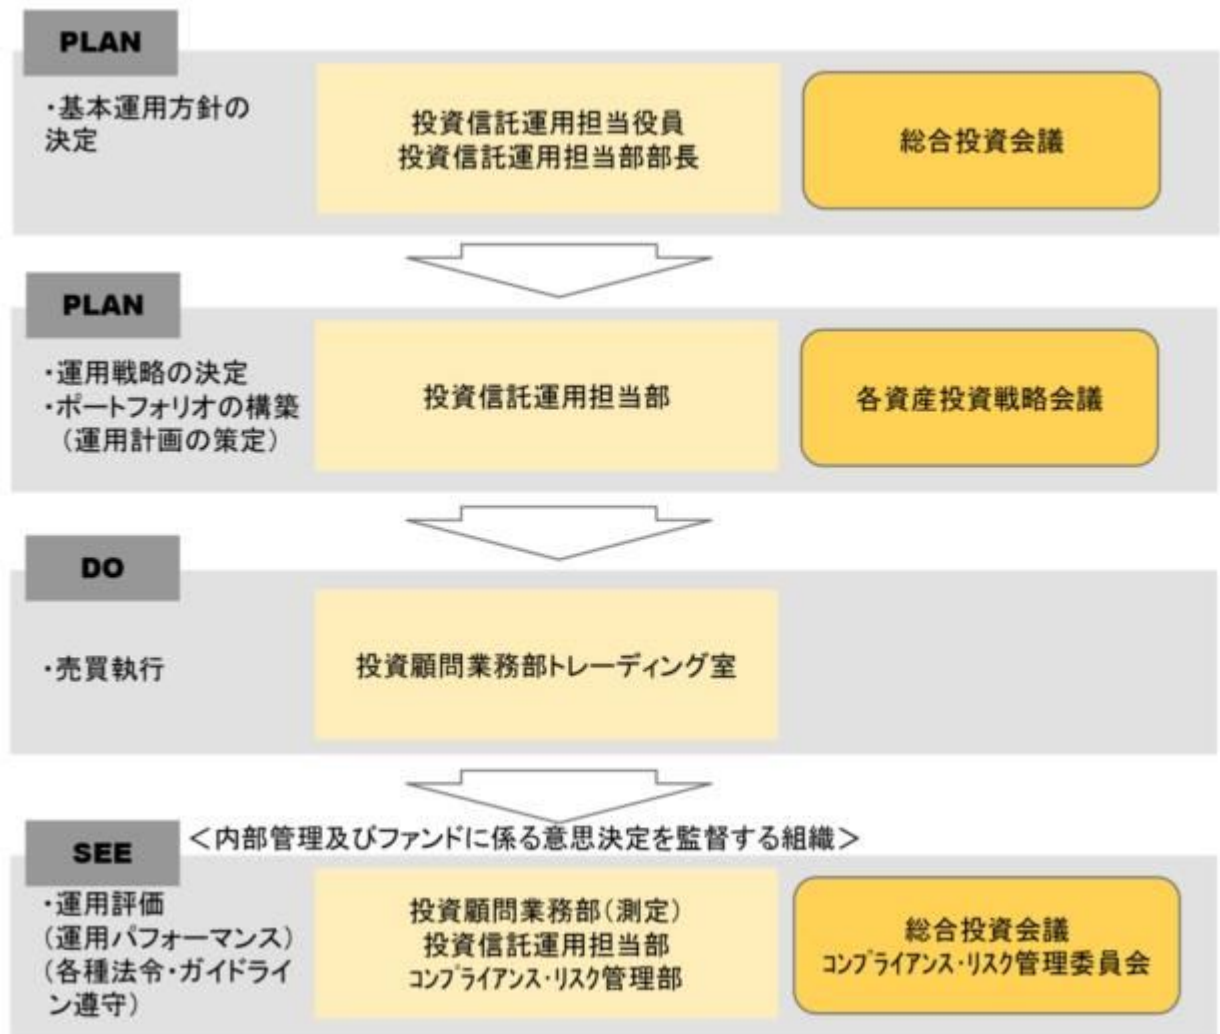 PLAN
・基本運用方針の
決定
投資信託運用担当役員
投資信託運用担当部部長
総合投資会議
PLAN
・運用戦略の決定
・ポートフォリオの構築
（運用計画の策定）
投資信託運用担当部
各資産投資戦略会議
DO
・売買執行
投資顧問業務部トレーディング室
＜内部管理及びファンドに係る意思決定を監督する組織＞
SEE
・運用評価
（運用パフォーマンス）
（各種法令・ガイドライ
ン遵守）
投資顧問業務部（測定）
投資信託運用担当部
ｺﾝﾌﾟﾗｲｱﾝｽ・ﾘｽｸ管理部
総合投資会議
ｺﾝﾌﾟﾗｲｱﾝｽ・ﾘｽｸ管理委員会